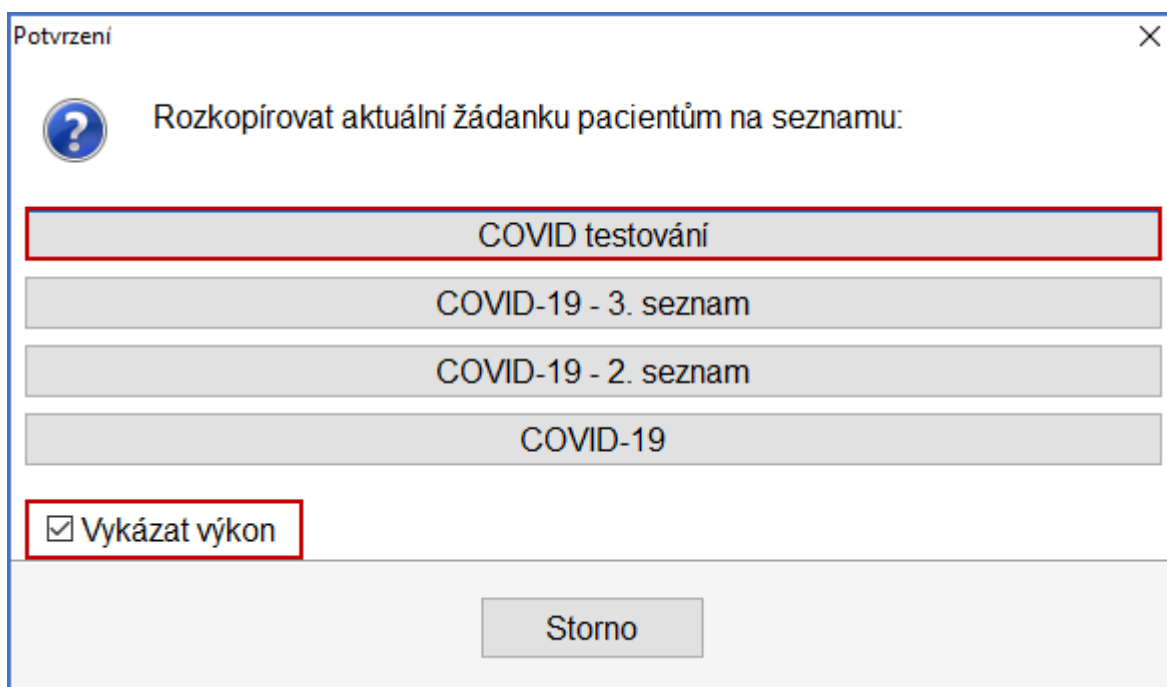 Potvrzení
Rozkopírovat aktuální žádanku pacientům na seznamu:
COVID testování
COVID-19 - 3. seznam
COVID-19 - 2. seznam
COVID-19
Vykázat výkon
Storno